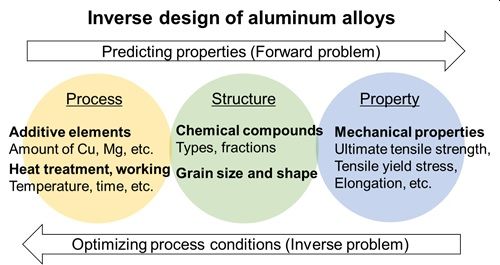 Inverse design of aluminum alloys
Predicting properties (Forward problem)
Process
Additive elements
Amount of Cu, Mg, etc.
Heat treatment, working
Temperature, time, etc.
Structure
Chemical compounds
Types, fractions
Grain size and shape
Property
Mechanical properties
Ultimate tensile strength,
Tensile yield stress,
Elongation, etc.
Optimizing process conditions (Inverse problem)